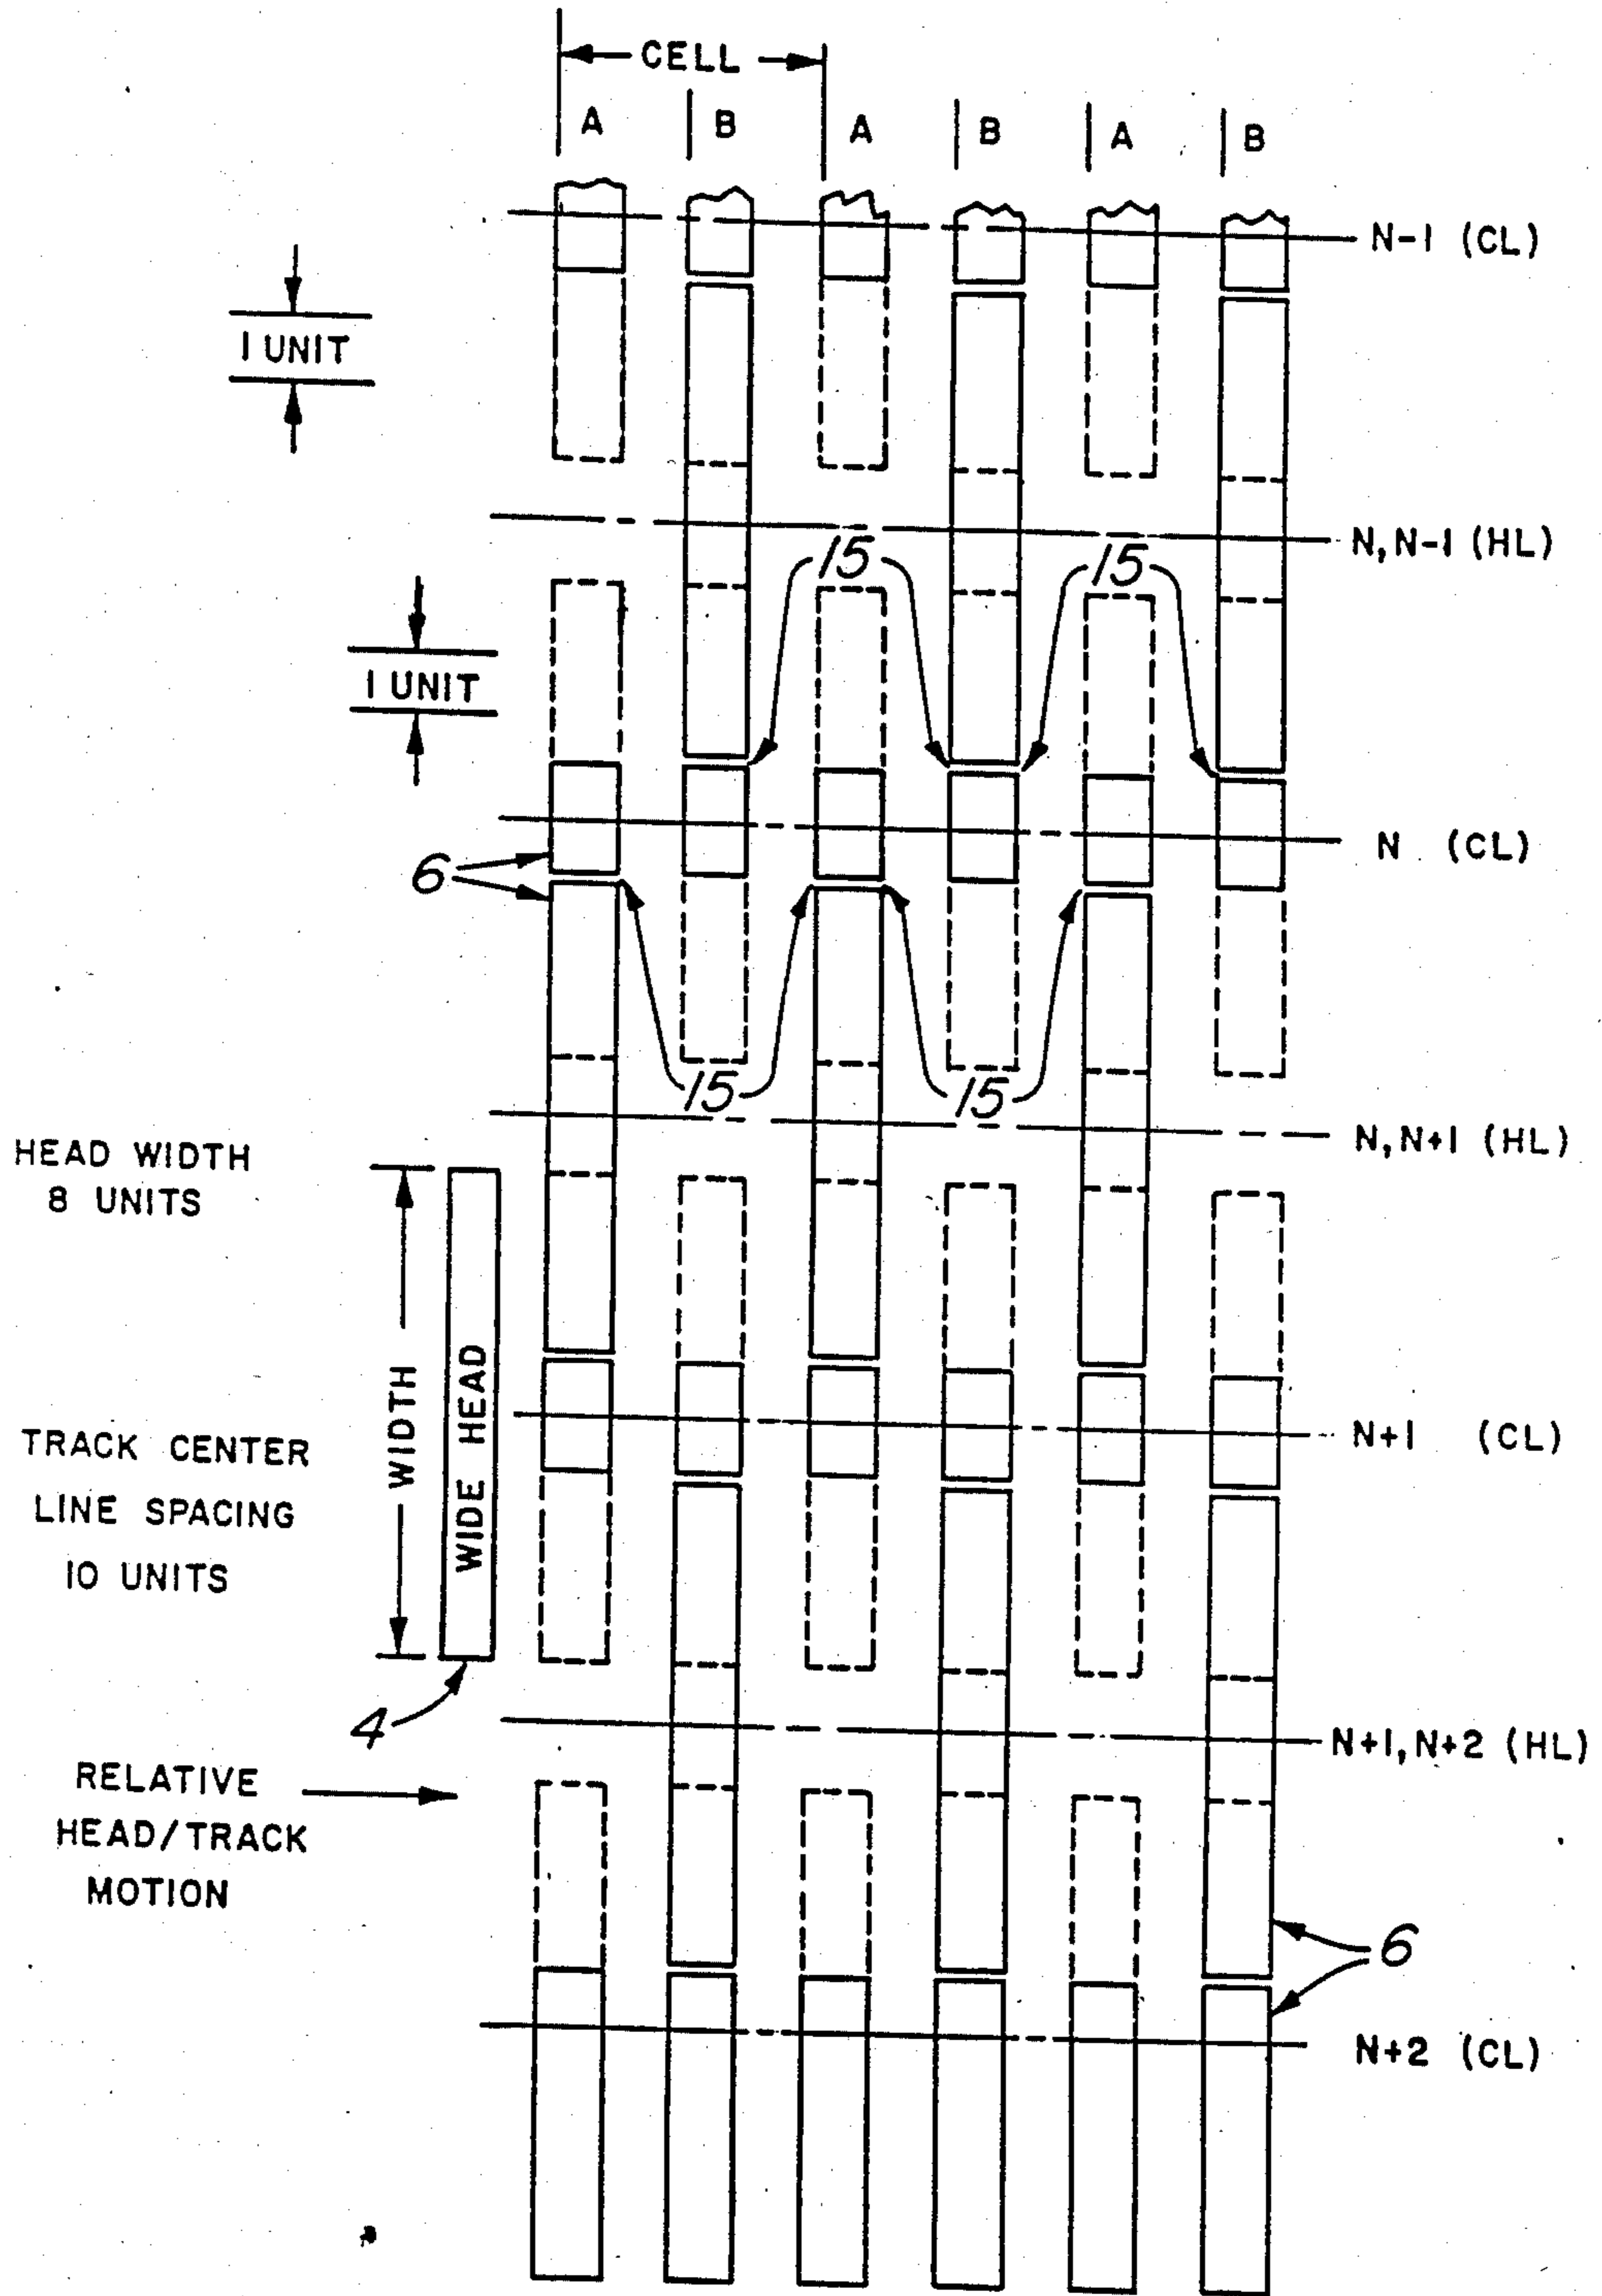 CELL
A B A B A B
N-1 (CL)
1 UNIT
N, N-1 (HL)
15 15
1 UNIT
N (CL)
6
15 15
N, N+1 (HL)
HEAD WIDTH
8 UNITS
WIDTH
WIDE HEAD
N+1 (CL)
TRACK CENTER
LINE SPACING
10 UNITS
4
N+1, N+2 (HL)
RELATIVE
HEAD/TRACK
MOTION
6
N+2 (CL)